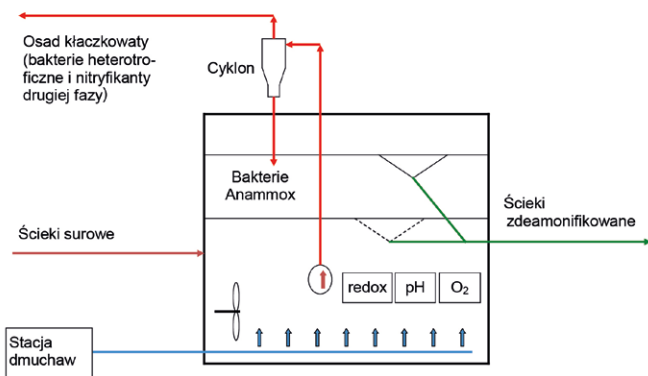 Osad kłaczkowaty
(bakterie heterotro-
ficzne i nitryfikanty
drugiej fazy)
Cyklon
Bakterie
Anammox
Ścieki
zdeamonifikowane
Ścieki surowe
redox
pH
O₂
Stacja
dmuchaw